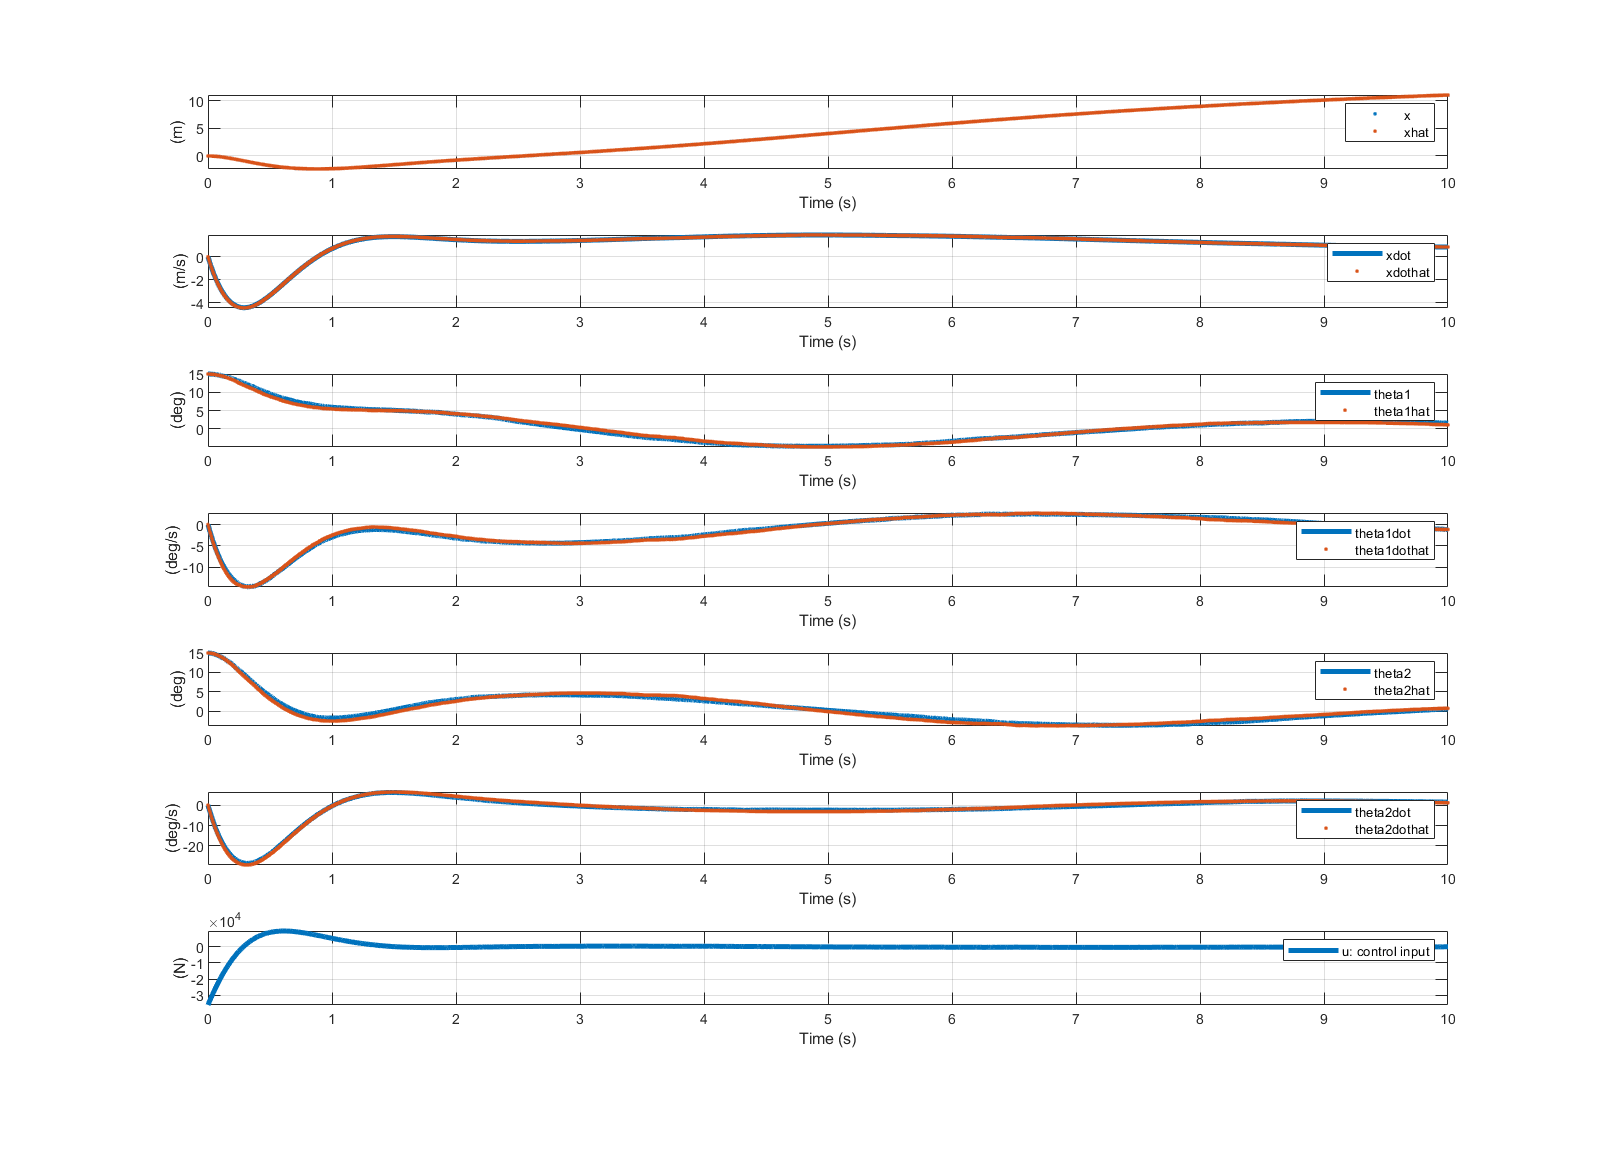 10
5
0
(m)
x
xhat
0 1 2 3 4 5 6 7 8 9 10
Time (s)
0
-2
-4
(m/s)
xdot
xdothat
0 1 2 3 4 5 6 7 8 9 10
Time (s)
15
10
5
0
(deg)
theta1
theta1hat
0 1 2 3 4 5 6 7 8 9 10
Time (s)
0
-5
-10
(deg/s)
theta1dot
theta1dothat
0 1 2 3 4 5 6 7 8 9 10
Time (s)
15
10
5
0
(deg)
theta2
theta2hat
0 1 2 3 4 5 6 7 8 9 10
Time (s)
0
-10
-20
(deg/s)
theta2dot
theta2dothat
0 1 2 3 4 5 6 7 8 9 10
Time (s)
×10⁴
0
-1
-2
-3
(N)
u: control input
0 1 2 3 4 5 6 7 8 9 10
Time (s)